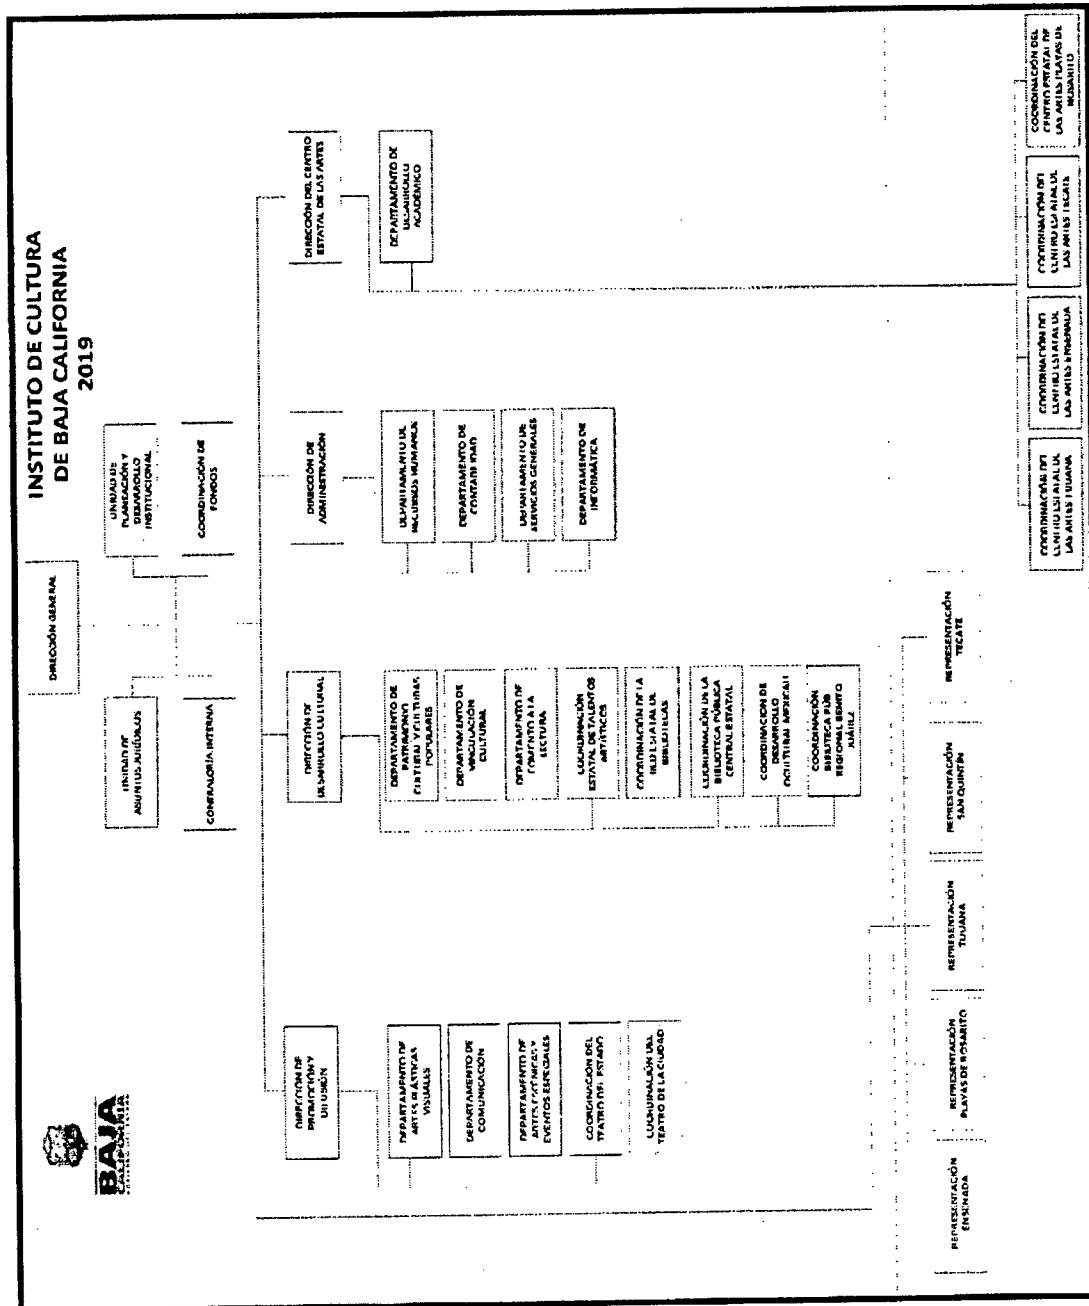 BAJA
CALIFORNIA
INSTITUTO DE CULTURA
DE BAJA CALIFORNIA
2019
DIRECCIÓN GENERAL
UNIDAD DE
ASUNTOS JURÍDICOS
UNIDAD DE
PLANEACIÓN Y
DESARROLLO
INSTITUCIONAL
CONTRALORÍA INTERNA
COORDINACIÓN DE
FONDOS
DIRECCIÓN DE
PROMOCIÓN Y
DIFUSIÓN
DIRECCIÓN DE
DESARROLLO CULTURAL
DIRECCIÓN DE
ADMINISTRACIÓN
DIRECCIÓN DEL CENTRO
ESTATAL DE LAS ARTES
DEPARTAMENTO DE
ARTES PLÁSTICAS
VISUALES
DEPARTAMENTO DE
COMUNICACIÓN
DEPARTAMENTO DE
ARTES ESCÉNICAS Y
EVENTOS ESPECIALES
COORDINACIÓN DEL
TEATRO DEL ESTADO
COORDINACIÓN DEL
TEATRO DE LA CIUDAD
DEPARTAMENTO DE
PATRIMONIO
CULTURAL Y CULTURAS
POPULARES
DEPARTAMENTO DE
VINCULACIÓN
CULTURAL
DEPARTAMENTO DE
FOMENTO A LA
LECTURA
COORDINACIÓN
ESTATAL DE TALENTOS
ARTÍSTICOS
COORDINACIÓN DE LA
RED ESTATAL DE
BIBLIOTECAS
COORDINACIÓN DE LA
BIBLIOTECA PÚBLICA
CENTRAL ESTATAL
COORDINACION DE
DESARROLLO
OCULTURAL MEXICALI
COORDINACIÓN
BIBLIOTECA PÚB
REGIONAL BENITO
JUÁREZ
DEPARTAMENTO DE
RECURSOS HUMANOS
DEPARTAMENTO DE
CONTABILIDAD
DEPARTAMENTO DE
SERVICIOS GENERALES
DEPARTAMENTO DE
INFORMÁTICA
DEPARTAMENTO DE
DESARROLLO
ACADÉMICO
REPRESENTACIÓN
ENSENADA
REPRESENTACIÓN
PLAYAS DE ROSARITO
REPRESENTACIÓN
TIJUANA
REPRESENTACIÓN
SAN QUINTÍN
REPRESENTACIÓN
TECATE
COORDINACIÓN DEL
CENTRO ESTATAL DE
LAS ARTES TIJUANA
COORDINACIÓN DEL
CENTRO ESTATAL DE
LAS ARTES ENSENADA
COORDINACIÓN DEL
CENTRO ESTATAL DE
LAS ARTES TECATE
COORDINACIÓN DEL
CENTRO ESTATAL DE
LAS ARTES PLAYAS DE
ROSARITO